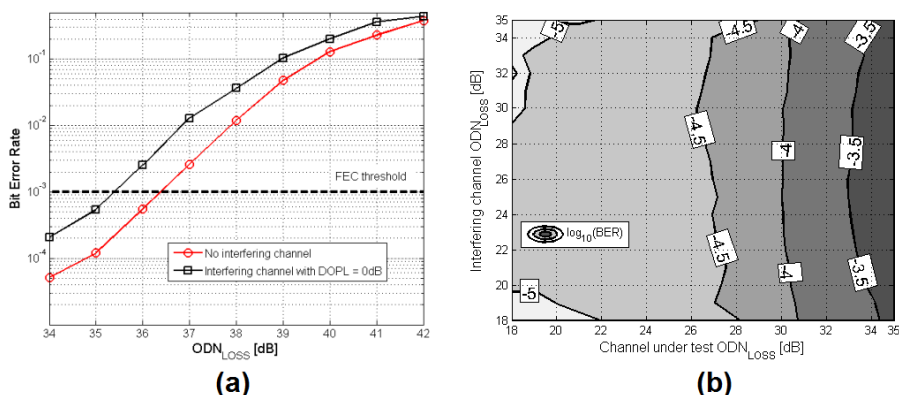 10⁻¹
10⁻²
10⁻³
10⁻⁴
Bit Error Rate
FEC threshold
No interfering channel
Interfering channel with DOPL = 0dB
34 35 36 37 38 39 40 41 42
ODN_LOSS [dB]
(a)
Interfering channel ODN_LOSS [dB]
35
34
32
30
28
26
24
22
20
18
-5 -4.5 -4 -3.5
-4.5 -4 -3.5
log₁₀(BER)
-4.5 -4 -3.5
-5
18 20 22 24 26 28 30 32 34 35
Channel under test ODN_LOSS [dB]
(b)